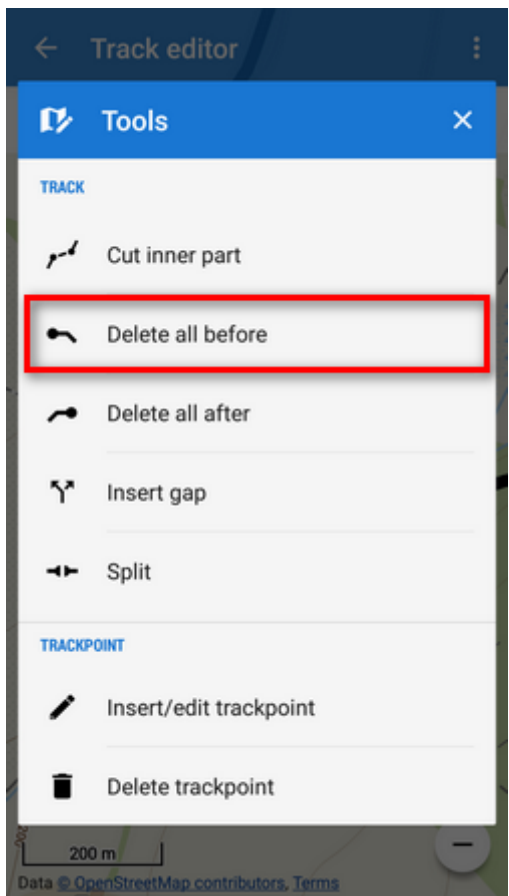 Track editor
Tools
TRACK
Cut inner part
Delete all before
Delete all after
Insert gap
Split
TRACKPOINT
Insert/edit trackpoint
Delete trackpoint
200
200 m
Data © OpenStreetMap contributors, Terms